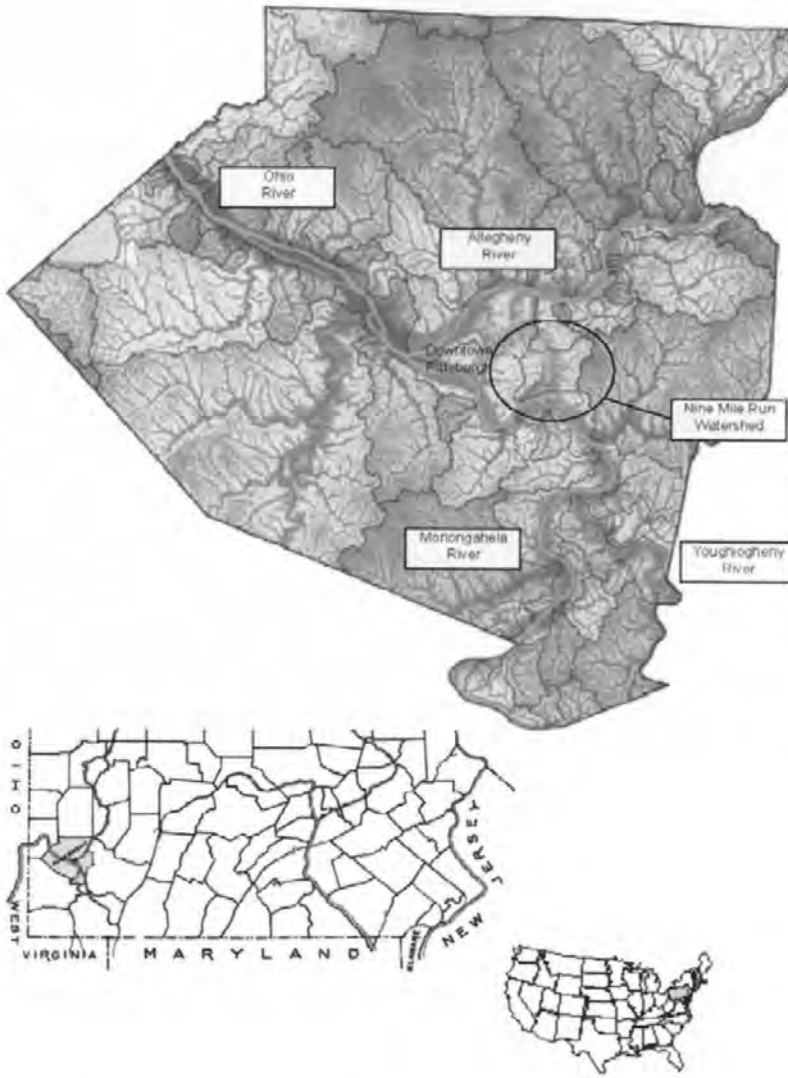 Ohio
River
Allegheny
River
Downtown
Pittsburgh
Nine Mile Run
Watershed
Monongahela
River
Youghiogheny
River
OHIO
WEST
VIRGINIA
MARYLAND
DELAWARE
NEW
JERSEY